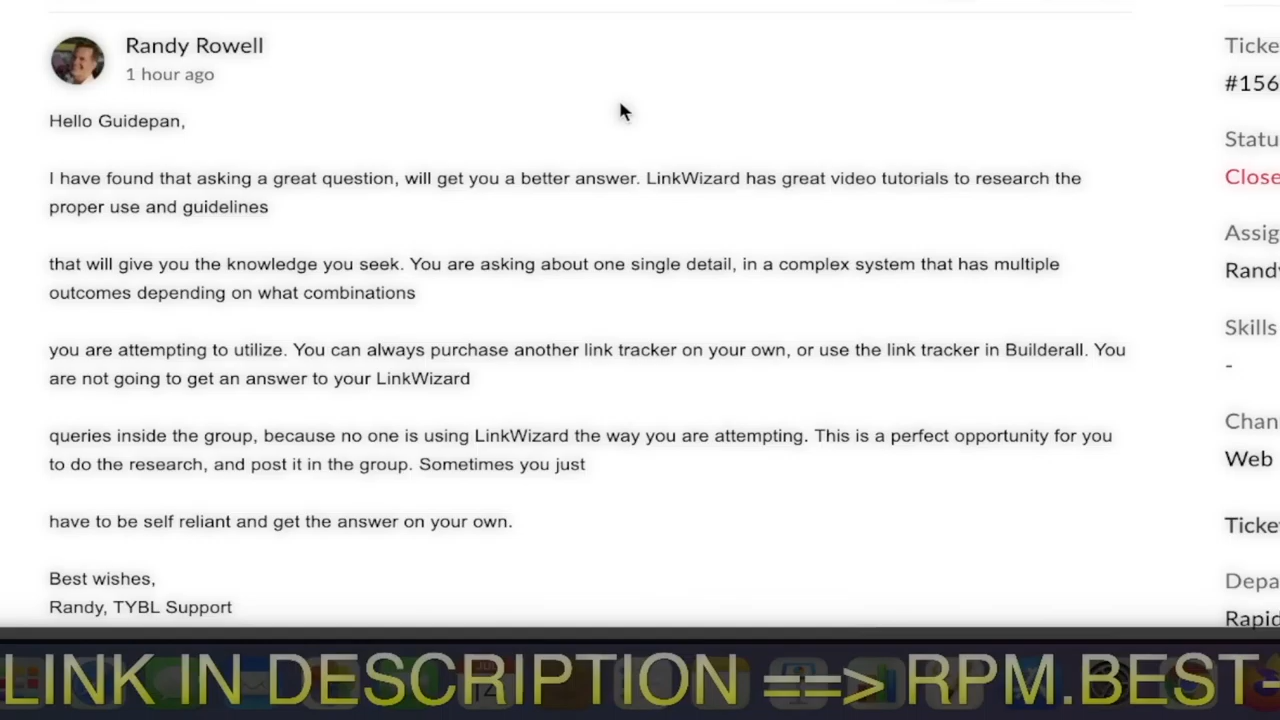 Randy Rowell
1 hour ago
Hello Guidepan,
I have found that asking a great question, will get you a better answer. LinkWizard has great video tutorials to research the
proper use and guidelines
that will give you the knowledge you seek. You are asking about one single detail, in a complex system that has multiple
outcomes depending on what combinations
you are attempting to utilize. You can always purchase another link tracker on your own, or use the link tracker in Builderall. You
are not going to get an answer to your LinkWizard
queries inside the group, because no one is using LinkWizard the way you are attempting. This is a perfect opportunity for you
to do the research, and post it in the group. Sometimes you just
have to be self reliant and get the answer on your own.
Best wishes,
Randy, TYBL Support
Ticke
#156
Statu
Close
Assig
Randy
Skills
-
Chan
Web
Ticke
Depa
Rapid
LINK IN DESCRIPTION ==> RPM.BEST-